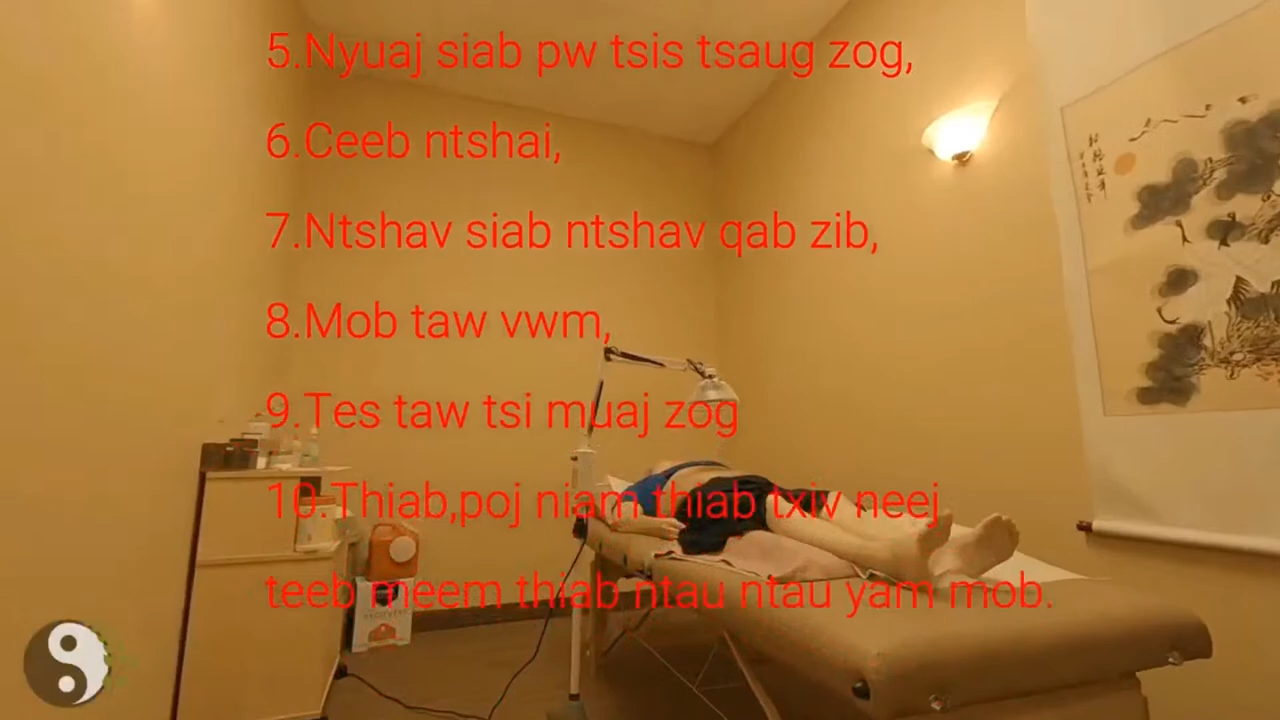 5.Nyuaj siab pw tsis tsaug zog,
6.Ceeb ntshai,
7.Ntshav siab ntshav qab zib,
8.Mob taw vwm,
9.Tes taw tsi muaj zog
10.Thiab,poj niam thiab txiv neej
teeb meem thiab ntau ntau yam mob.